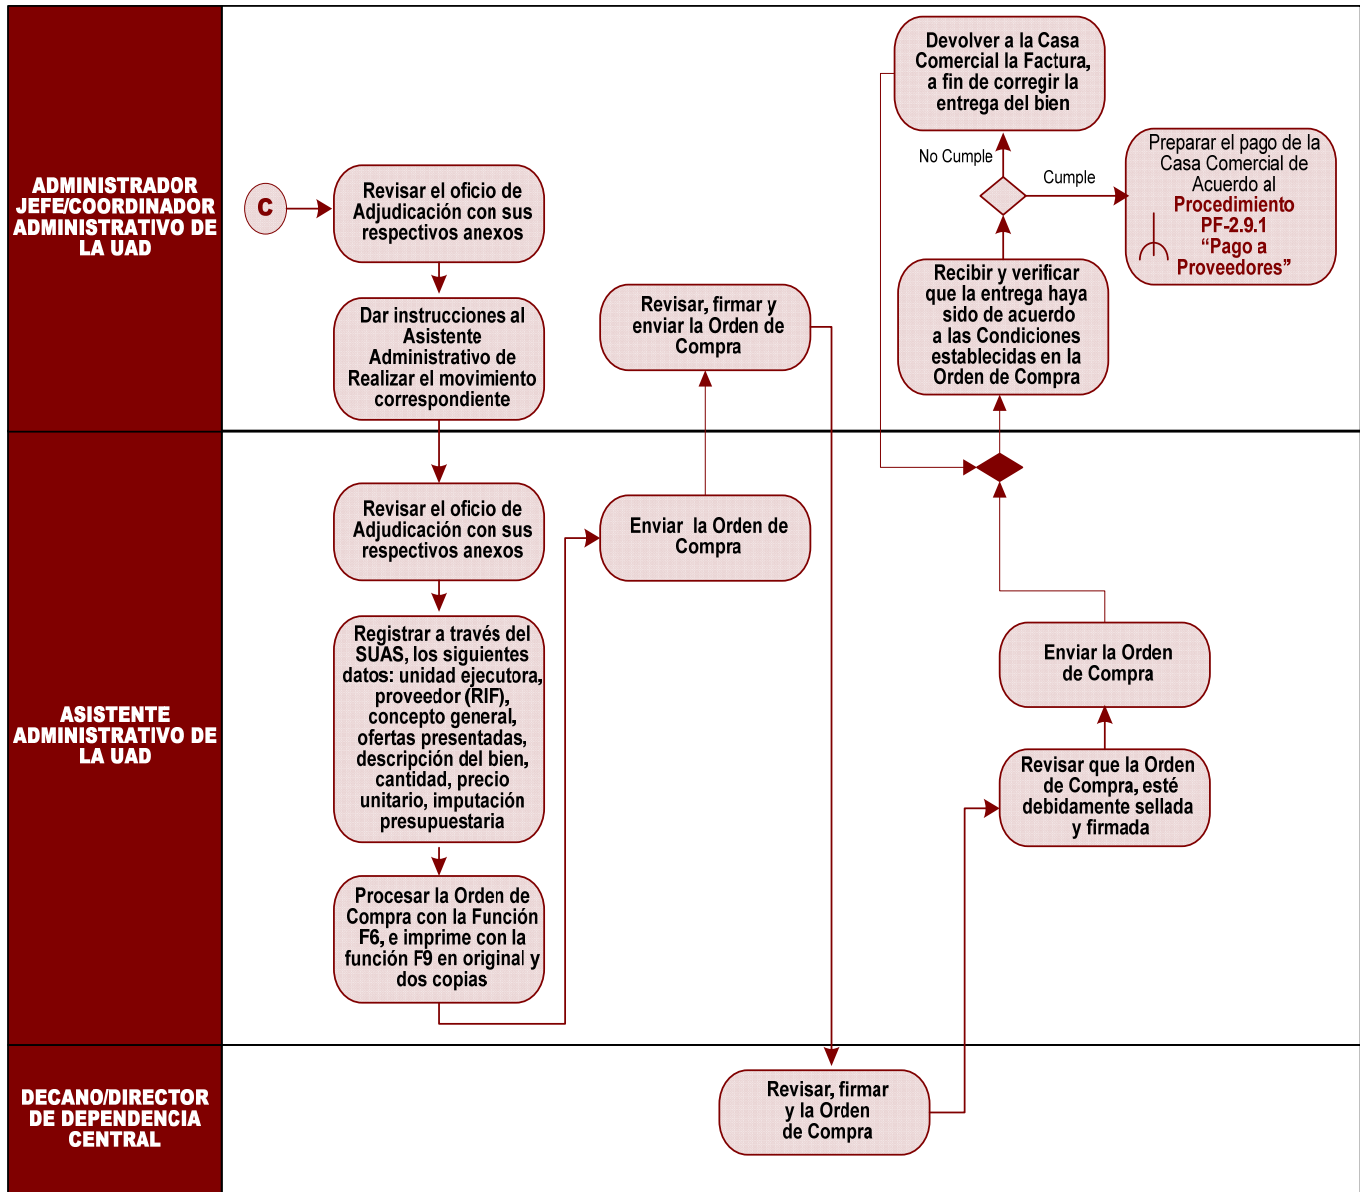 ADMINISTRADOR
JEFE/COORDINADOR
ADMINISTRATIVO DE
LA UAD
C
Revisar el oficio de
Adjudicación con sus
respectivos anexos
Dar instrucciones al
Asistente
Administrativo de
Realizar el movimiento
correspondiente
Revisar, firmar y
enviar la Orden de
Compra
Devolver a la Casa
Comercial la Factura,
a fin de corregir la
entrega del bien
No Cumple
Cumple
Preparar el pago de la
Casa Comercial de
Acuerdo al
Procedimiento
PF-2.9.1
“Pago a
Proveedores”
Recibir y verificar
que la entrega haya
sido de acuerdo
a las Condiciones
establecidas en la
Orden de Compra
ASISTENTE
ADMINISTRATIVO DE
LA UAD
Revisar el oficio de
Adjudicación con sus
respectivos anexos
Registrar a través del
SUAS, los siguientes
datos: unidad ejecutora,
proveedor (RIF),
concepto general,
ofertas presentadas,
descripción del bien,
cantidad, precio
unitario, imputación
presupuestaria
Procesar la Orden de
Compra con la Función
F6, e imprime con la
función F9 en original y
dos copias
Enviar la Orden de
Compra
Enviar la Orden
de Compra
Revisar que la Orden
de Compra, esté
debidamente sellada
y firmada
DECANO/DIRECTOR
DE DEPENDENCIA
CENTRAL
Revisar, firmar
y la Orden
de Compra